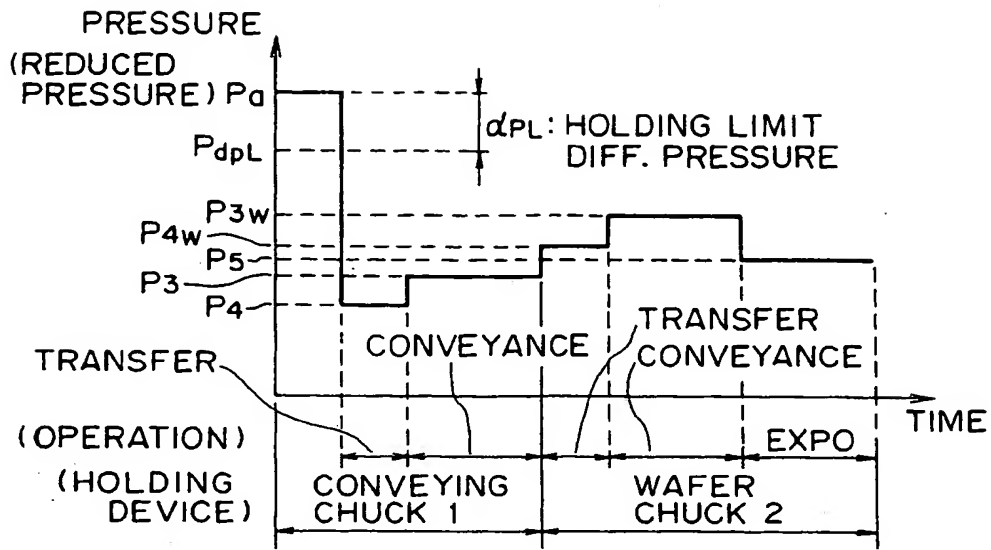 PRESSURE
(REDUCED
PRESSURE) Pa
αPL: HOLDING LIMIT
DIFF. PRESSURE
PdpL
P3w
P4w
P5
P3
P4
TRANSFER
CONVEYANCE
TRANSFER
CONVEYANCE
TIME
(OPERATION)
EXPO
(HOLDING
DEVICE)
CONVEYING
CHUCK 1
WAFER
CHUCK 2